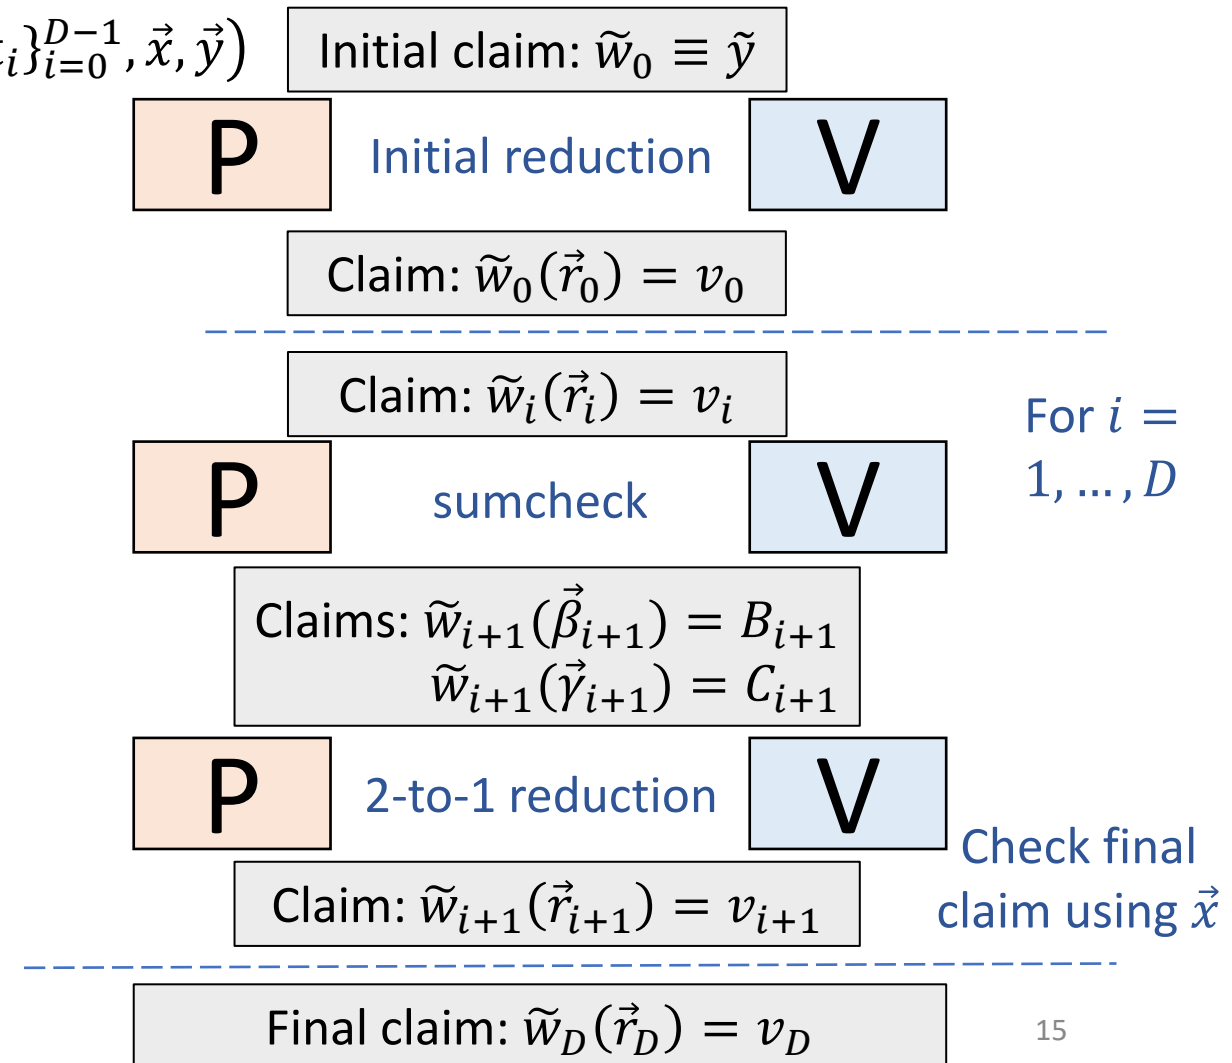 ᵢ}ᵢ₌₀ᴰ⁻¹, x⃗, y⃗) Initial claim: w̃₀ ≡ ỹ
P Initial reduction V
Claim: w̃₀(r⃗₀) = v₀
Claim: w̃ᵢ(r⃗ᵢ) = vᵢ
For i =
1, … , D
P sumcheck V
Claims: w̃ᵢ₊₁(β⃗ᵢ₊₁) = Bᵢ₊₁
w̃ᵢ₊₁(γ⃗ᵢ₊₁) = Cᵢ₊₁
P 2-to-1 reduction V
Claim: w̃ᵢ₊₁(r⃗ᵢ₊₁) = vᵢ₊₁
Check final
claim using x⃗
Final claim: w̃_D(r⃗_D) = v_D
15